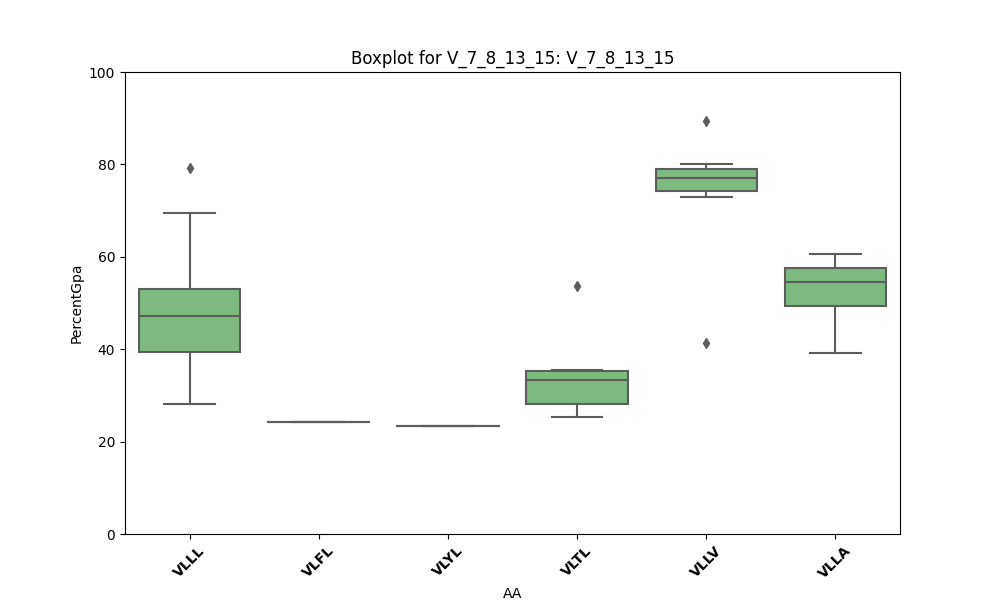 Boxplot for V_7_8_13_15: V_7_8_13_15
100
80
60
40
20
0
PercentGpa
VLLL
VLFL
VLYL
VLTL
VLLV
VLLA
AA